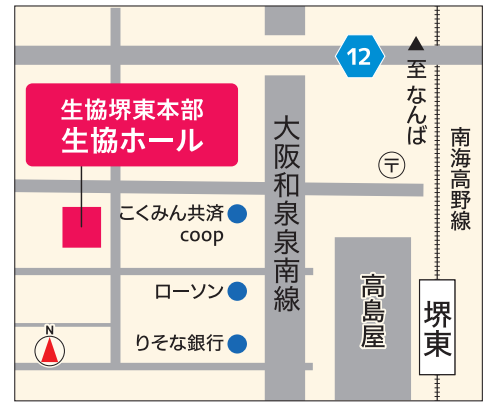 12
▲
至
なんば
生協堺東本部
生協ホール
大阪和泉泉南線
〒
南海高野線
こくみん共済
coop
ローソン
りそな銀行
高島屋
堺東
N